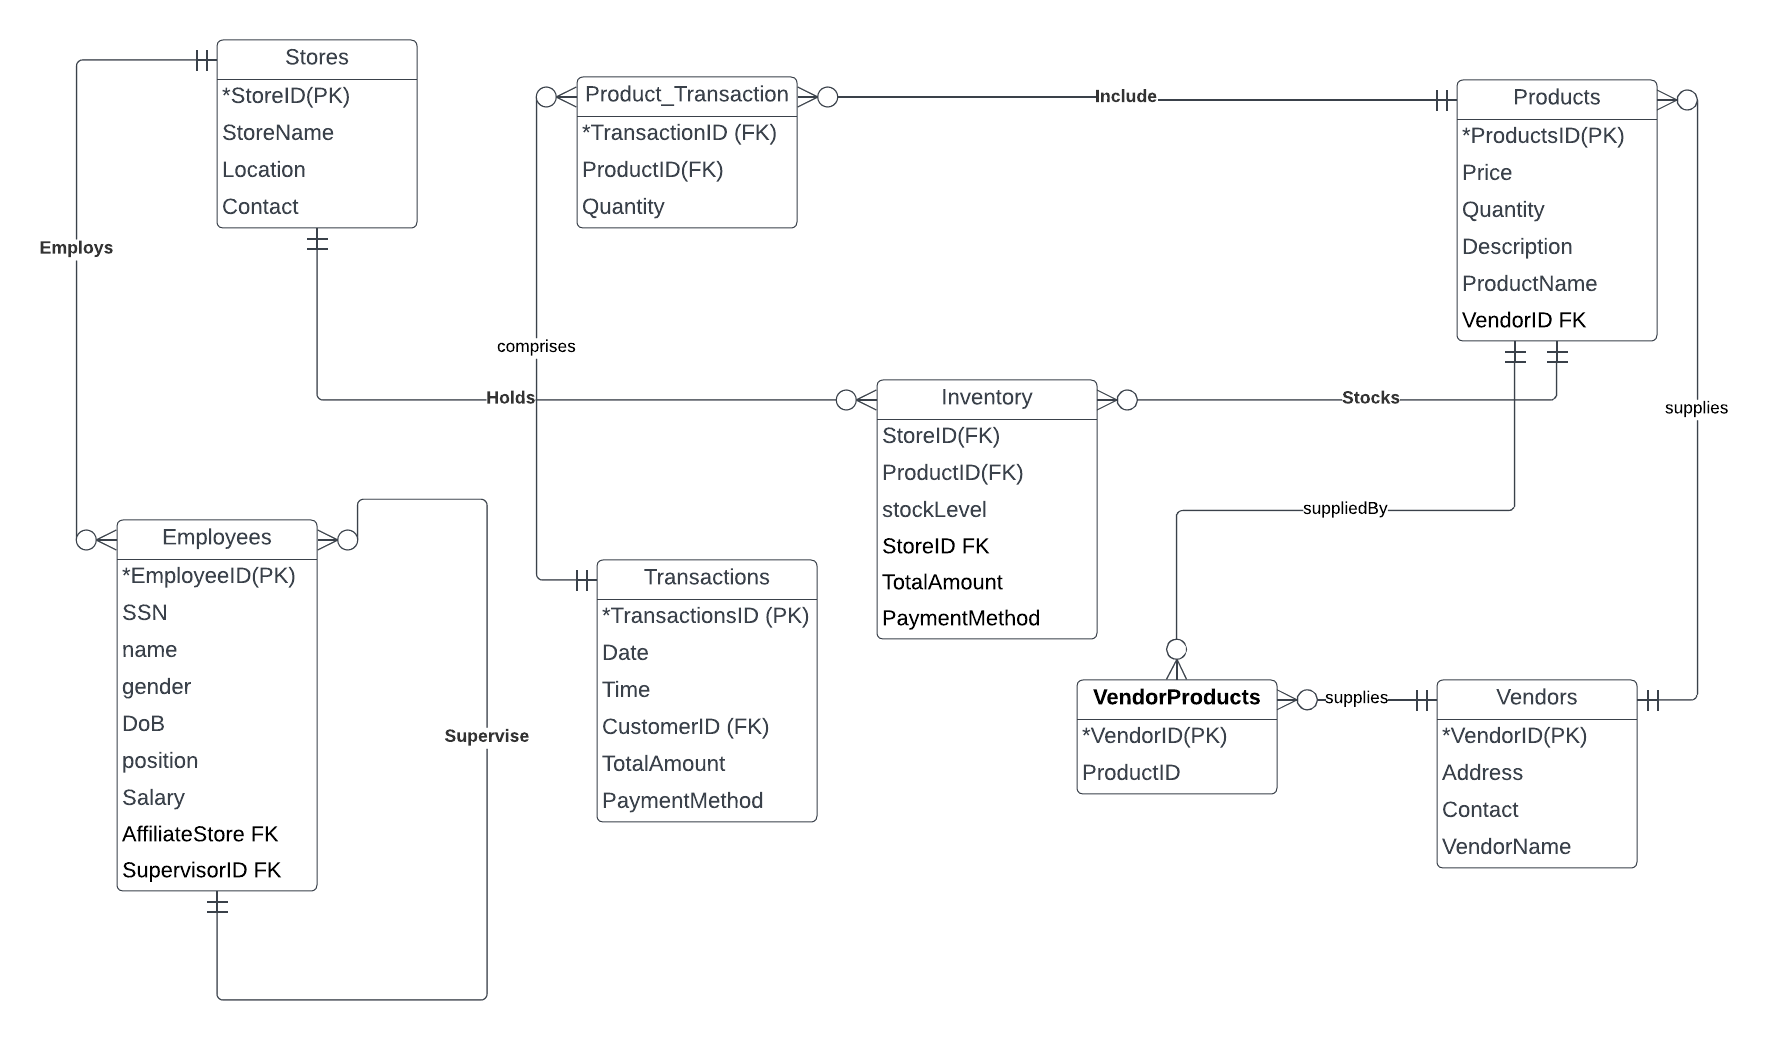 Stores
*StoreID(PK)
StoreName
Location
Contact
Product_Transaction
*TransactionID (FK)
ProductID(FK)
Quantity
Include
Products
*ProductsID(PK)
Price
Quantity
Description
ProductName
VendorID FK
Employs
comprises
Holds
Inventory
StoreID(FK)
ProductID(FK)
stockLevel
StoreID FK
TotalAmount
PaymentMethod
Stocks
supplies
suppliedBy
Employees
*EmployeeID(PK)
SSN
name
gender
DoB
position
Salary
AffiliateStore FK
SupervisorID FK
Supervise
Transactions
*TransactionsID (PK)
Date
Time
CustomerID (FK)
TotalAmount
PaymentMethod
VendorProducts
*VendorID(PK)
ProductID
supplies
Vendors
*VendorID(PK)
Address
Contact
VendorName